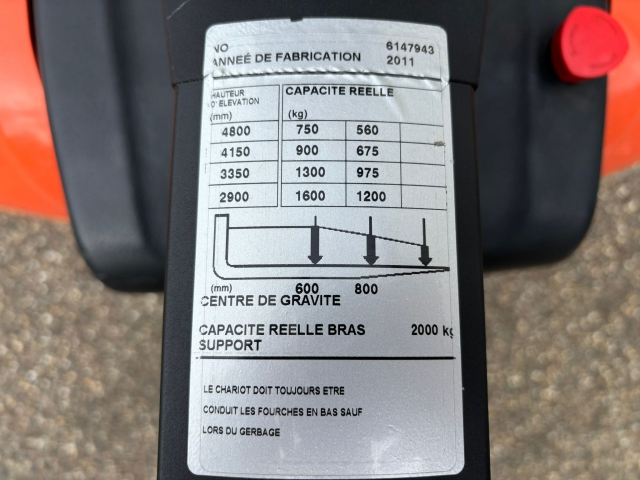 NO 6147943
ANNEÉ DE FABRICATION 2011
HAUTEUR
D'ELEVATION
(mm)
CAPACITE REELLE
(kg)
4800 750 560
4150 900 675
3350 1300 975
2900 1600 1200
(mm) 600 800
CENTRE DE GRAVITE
CAPACITE REELLE BRAS 2000 kg
SUPPORT
LE CHARIOT DOIT TOUJOURS ETRE
CONDUIT LES FOURCHES EN BAS SAUF
LORS DU GERBAGE